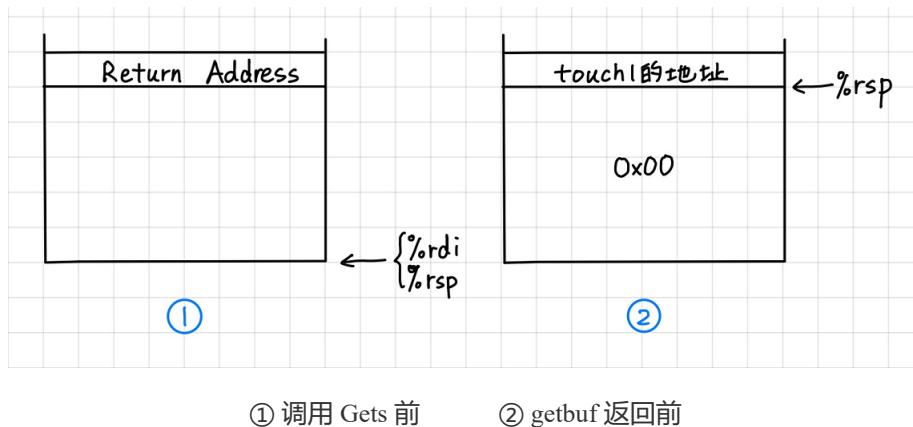 Return Address
touch1的地址
%rsp
0x00
%rdi
%rsp
①
②
① 调用 Gets 前
② getbuf 返回前